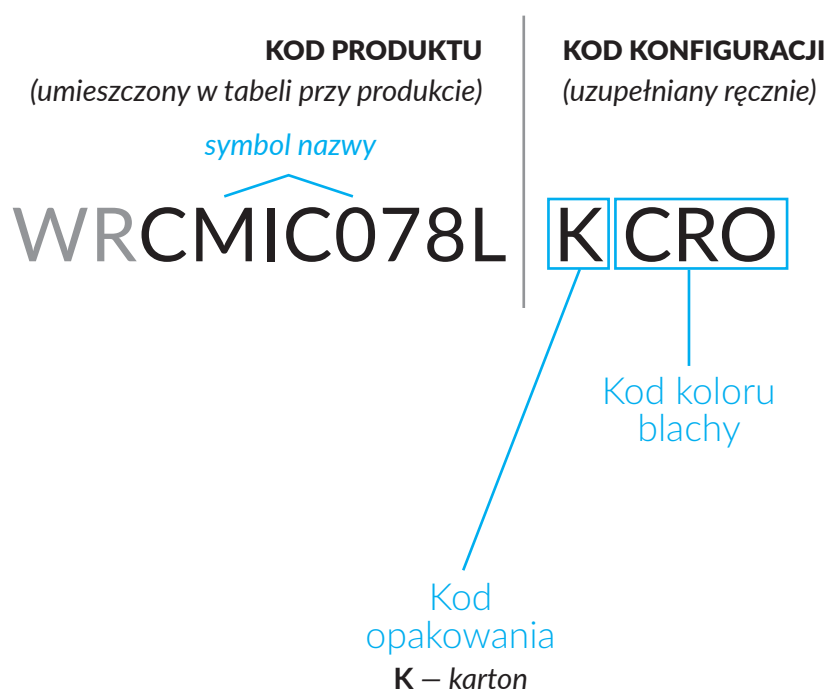 KOD PRODUKTU
(umieszczony w tabeli przy produkcie)
KOD KONFIGURACJI
(uzupełniany ręcznie)
symbol nazwy
WRCMIC078L K CRO
Kod koloru
blachy
Kod
opakowania
K – karton